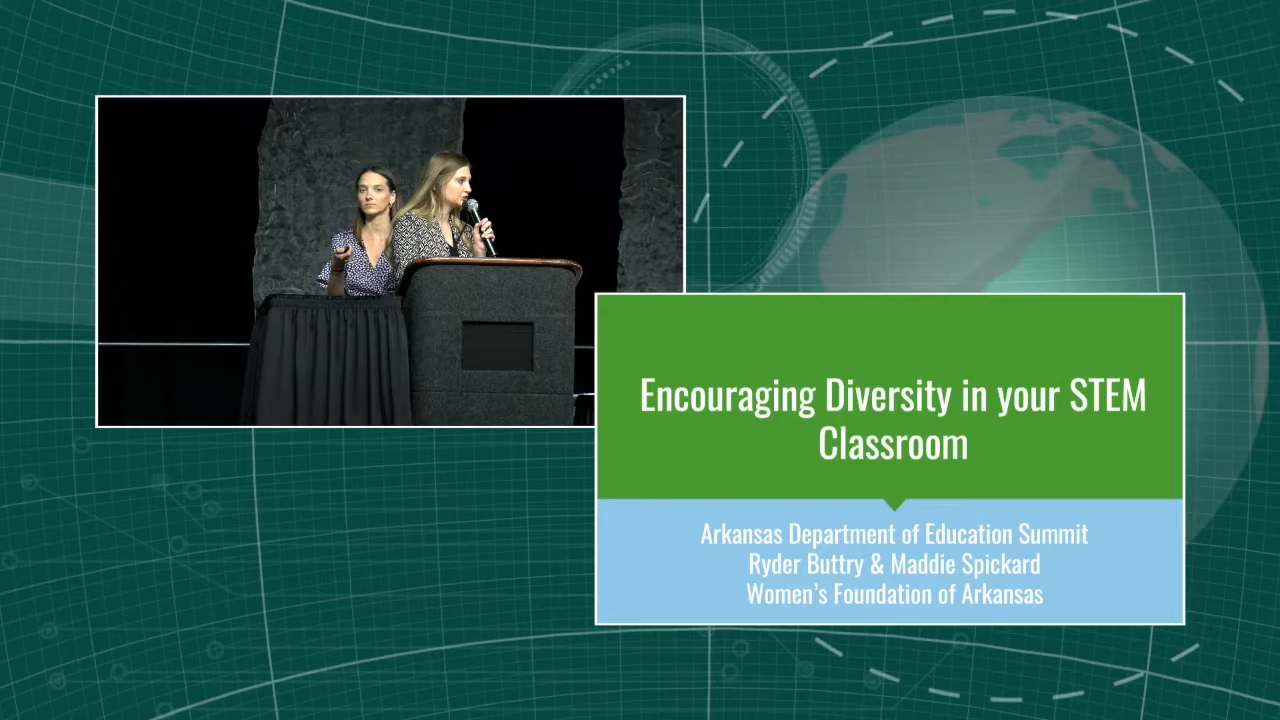 Encouraging Diversity in your STEM
Classroom
Arkansas Department of Education Summit
Ryder Buttry & Maddie Spickard
Women's Foundation of Arkansas